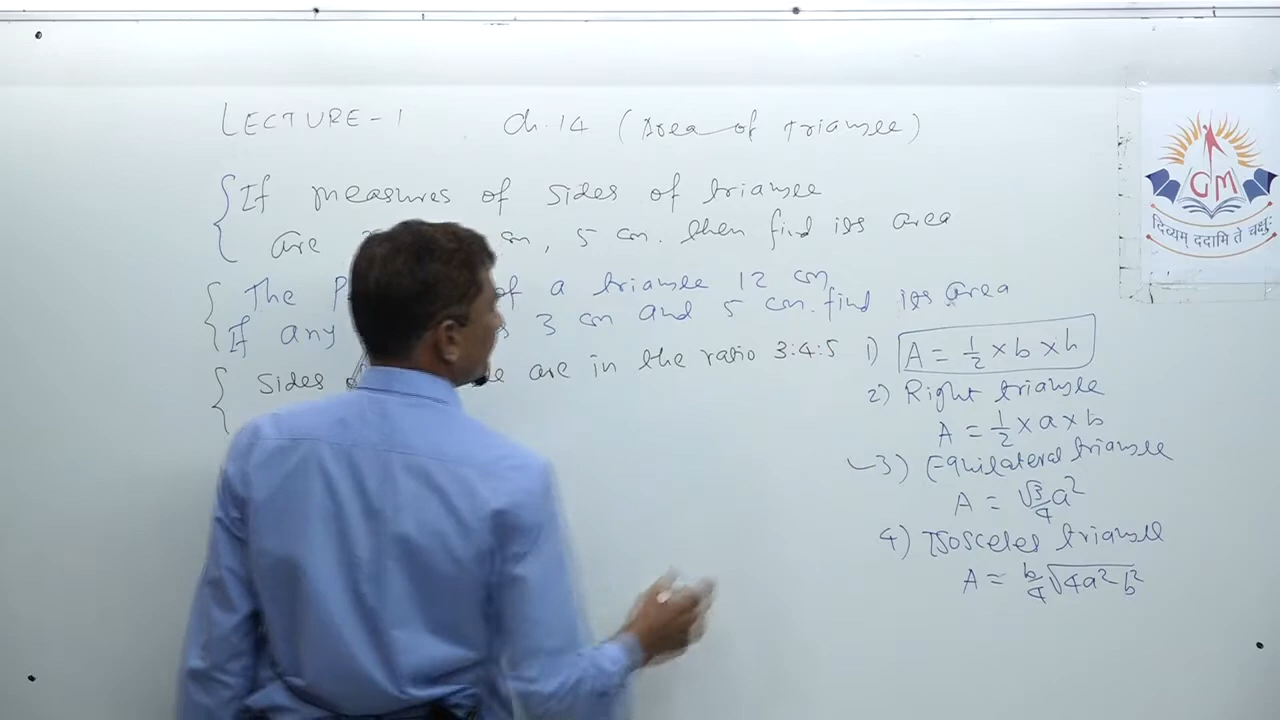 LECTURE-1 Ch.14 (Area of triangle)
If measures of sides of triangle
are cm, 5 cm. then find its area
The of a triangle 12 cm
If any 3 cm and 5 cm. find its area
Sides are in the ratio 3:4:5
1) A = 1/2 × b × h
2) Right triangle
A = 1/2 × a × b
3) Equilateral triangle
A = √3/4 a²
4) Isosceles triangle
A = b/4 √4a²-b²
GM
दिव्यम् ददामि ते चक्षुः